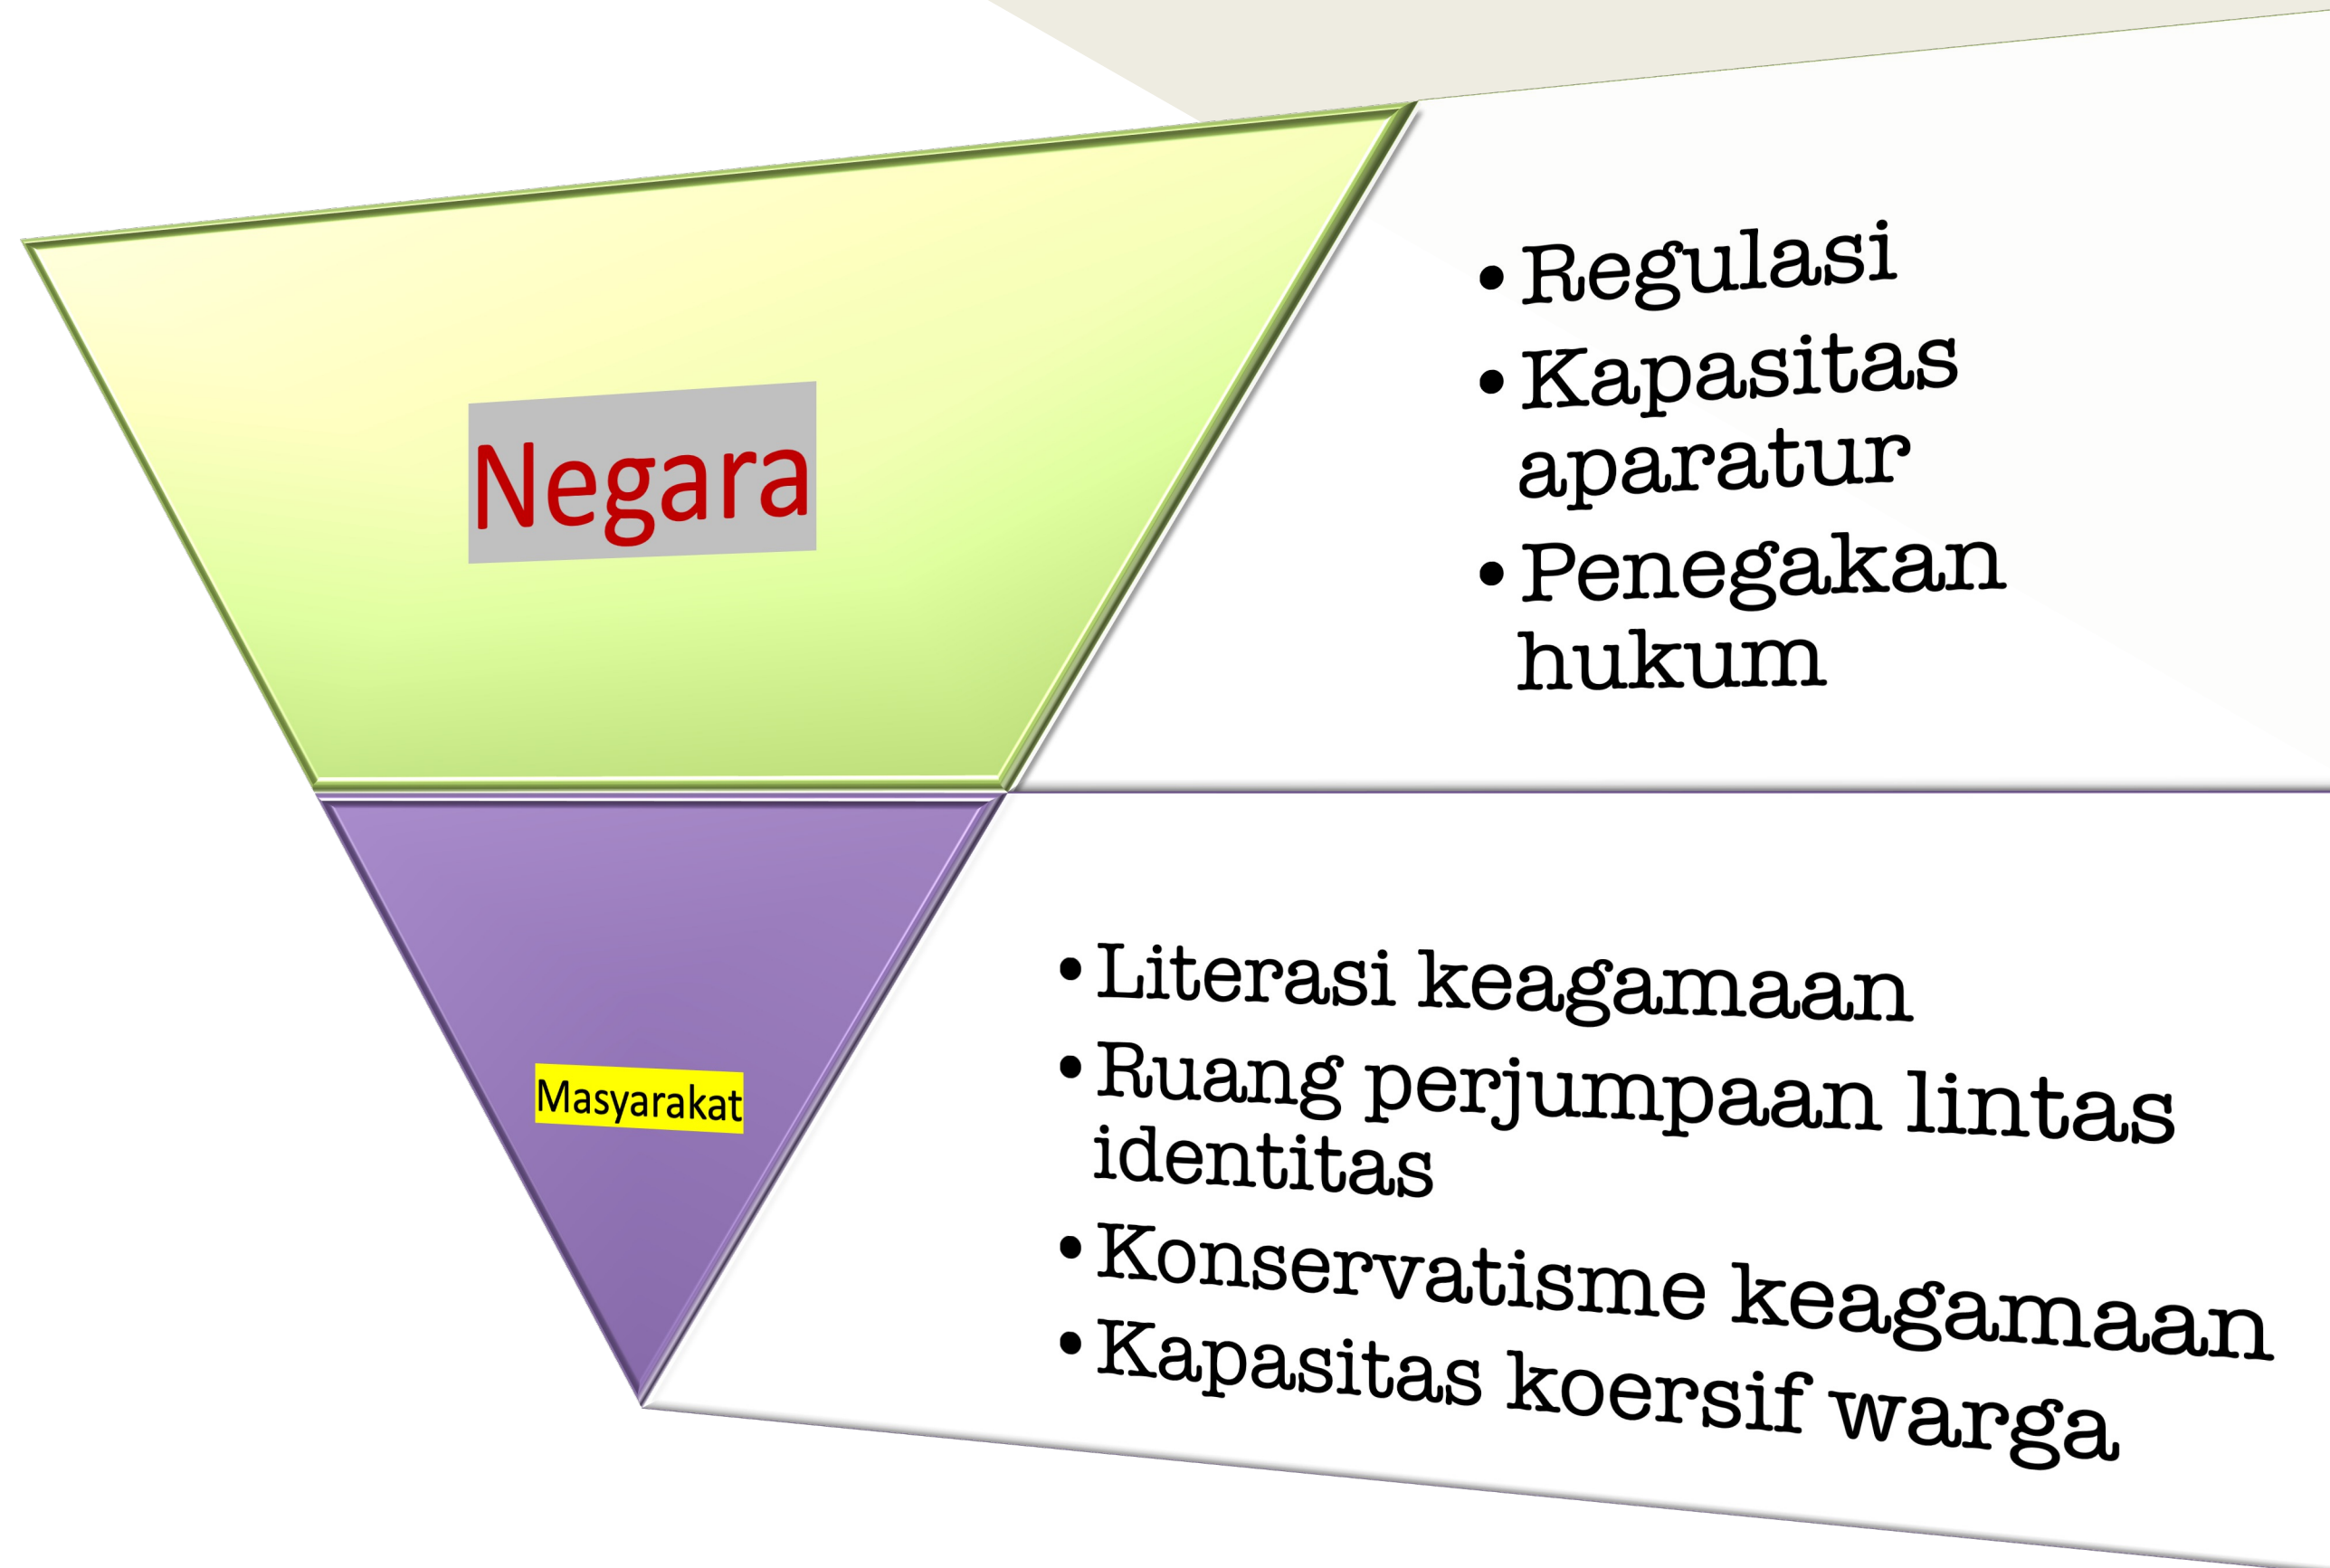 Negara
• Regulasi
• Kapasitas
aparatur
• Penegakan
hukum
Masyarakat
• Literasi keagamaan
• Ruang perjumpaan lintas
identitas
• Konservatisme keagamaan
• Kapasitas koersif warga